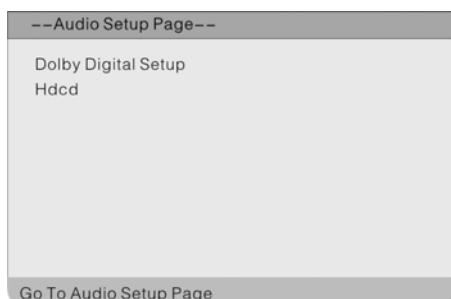 --Audio Setup Page--
Dolby Digital Setup
Hdcd
Go To Audio Setup Page